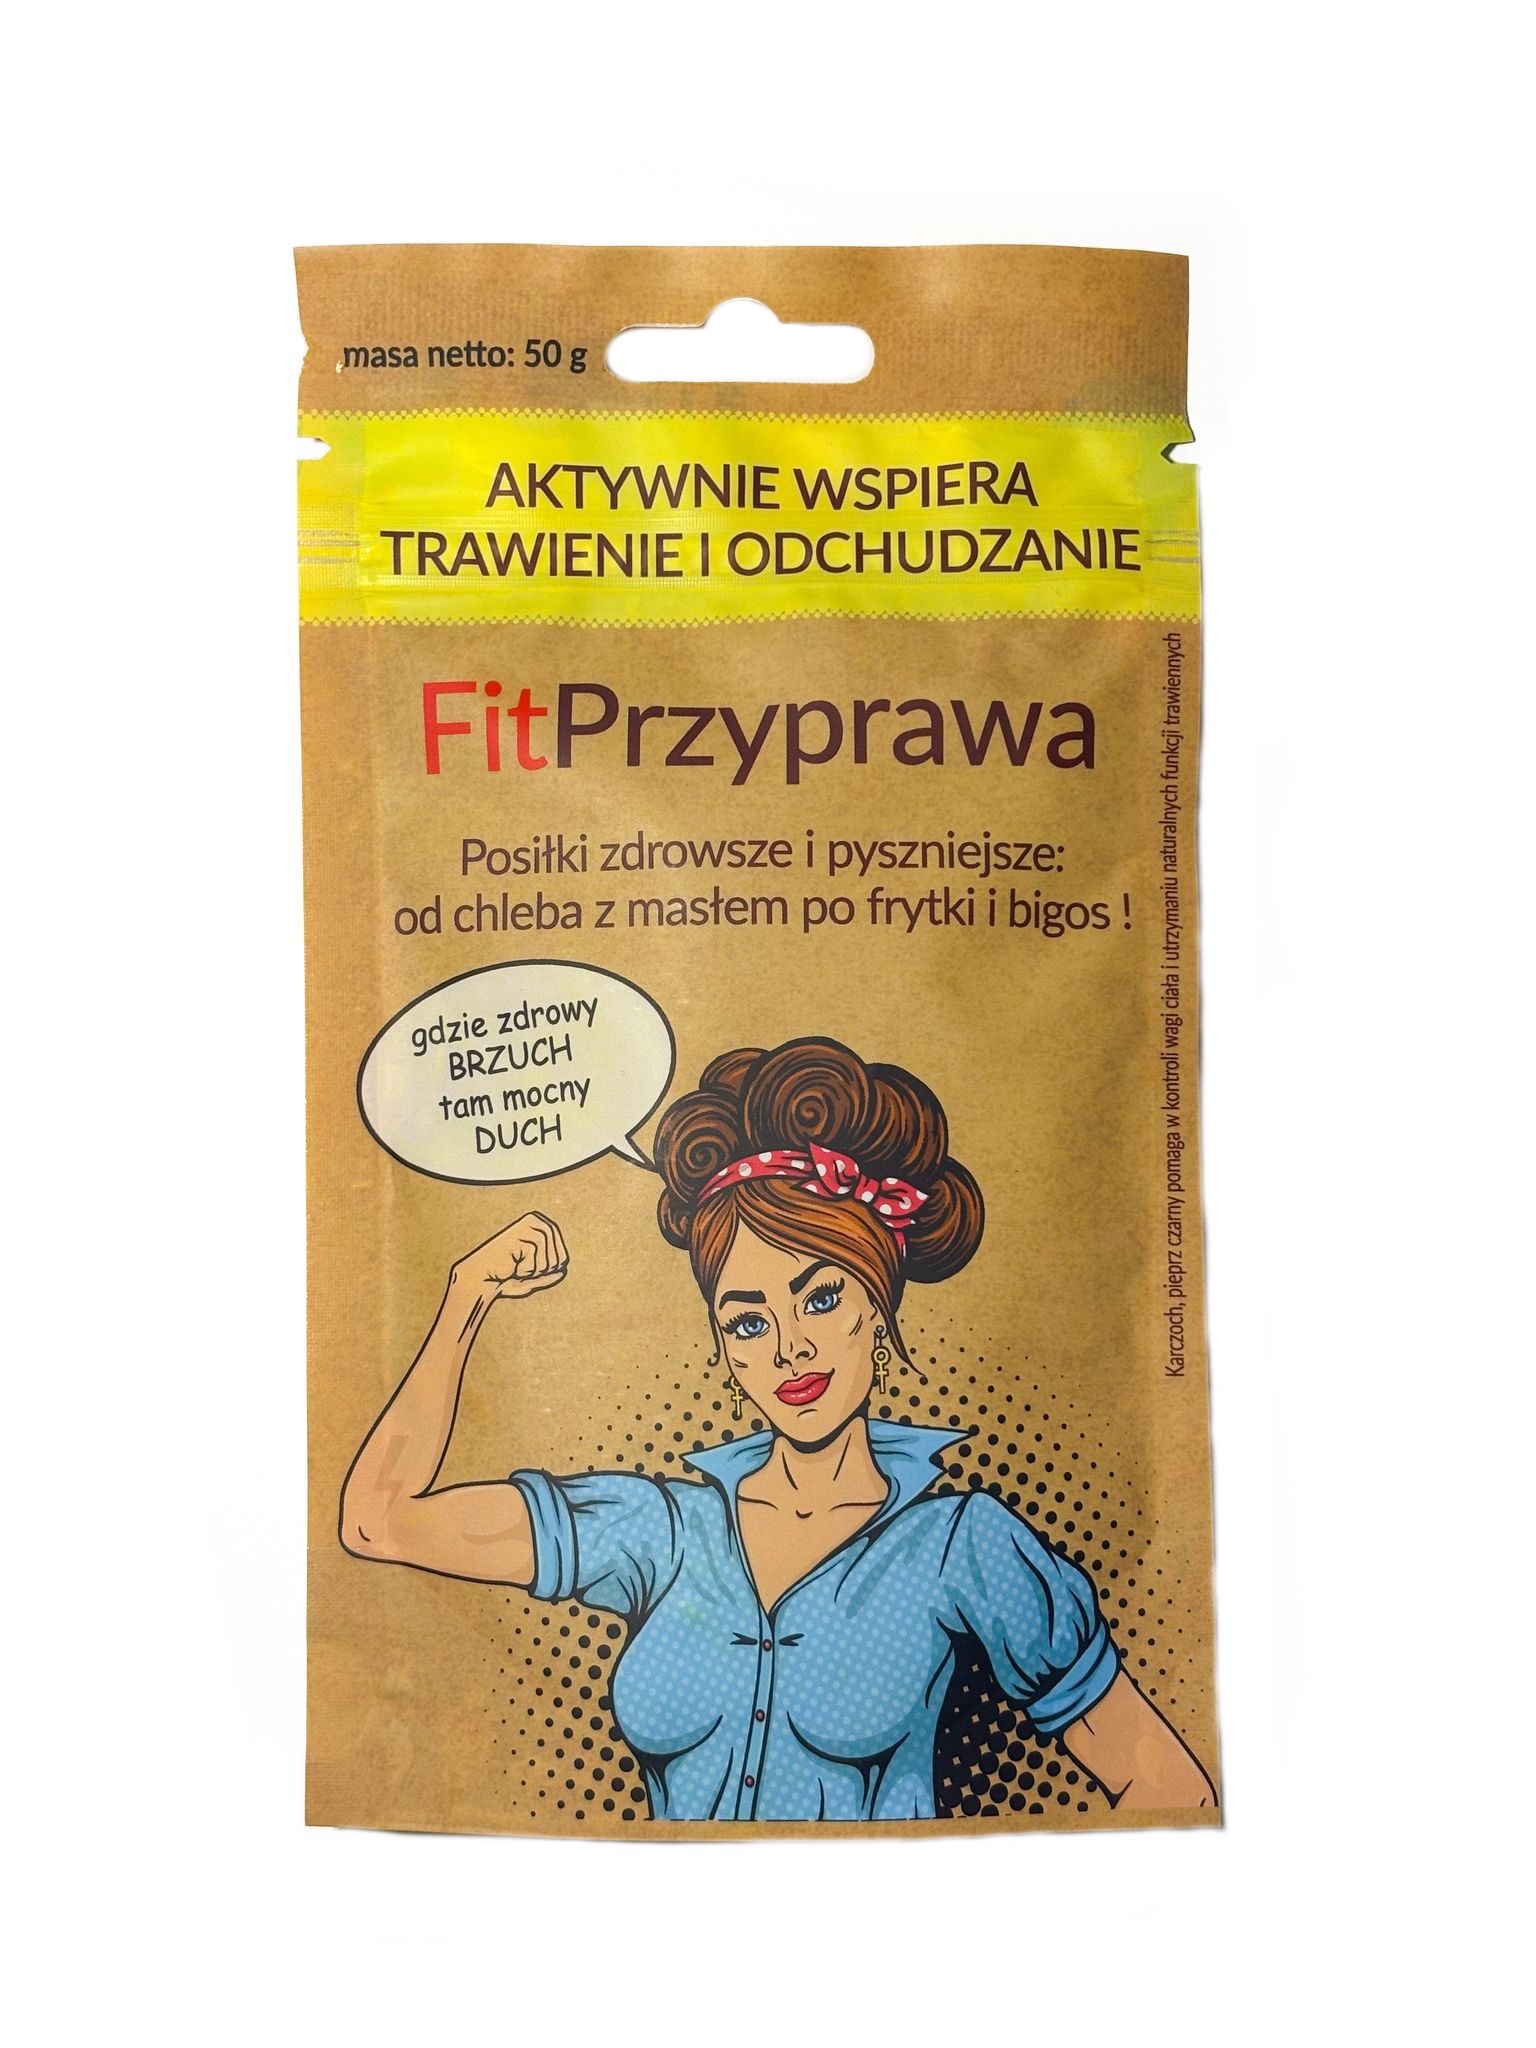 masa netto: 50 g
AKTYWNIE WSPIERA
TRAWIENIE I ODCHUDZANIE
FitPrzyprawa
Posiłki zdrowsze i pyszniejsze:
od chleba z masłem po frytki i bigos !
gdzie zdrowy
BRZUCH
tam mocny
DUCH
Karczoch, pieprz czarny pomaga w kontroli wagi ciała i utrzymaniu naturalnych funkcji trawiennych